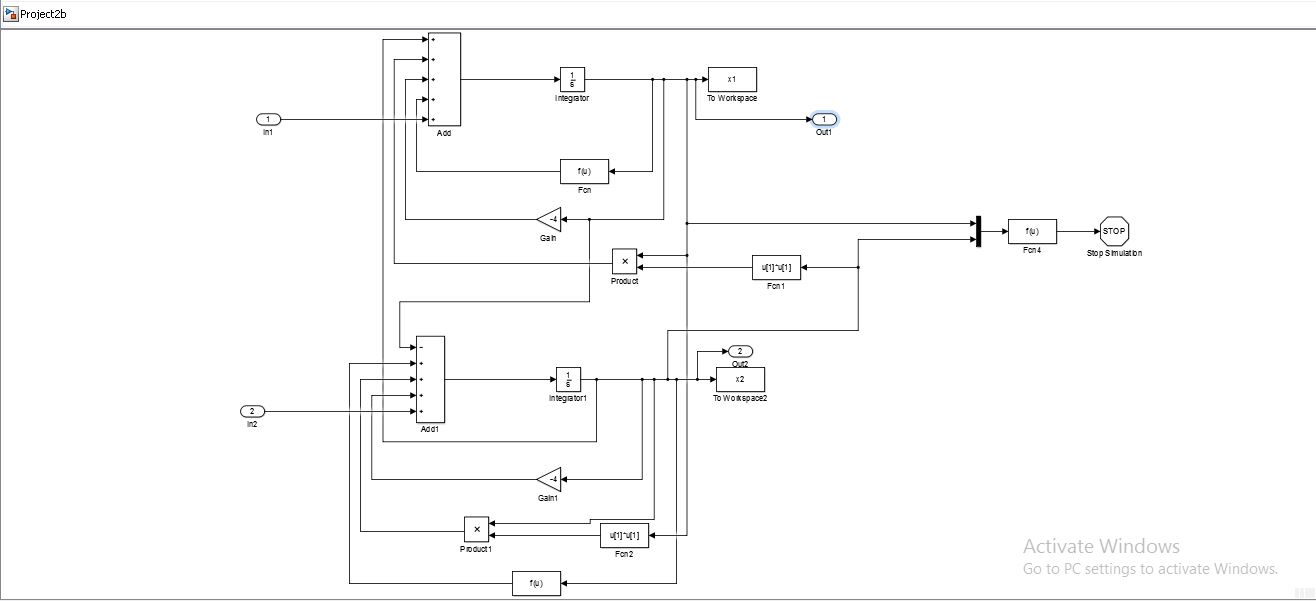 Project2b
1
In1
+
+
+
+
+
Add
1
s
Integrator
x1
To Workspace
1
Out1
f(u)
Fcn
-4
Gain
×
Product
u[1]*u[1]
Fcn1
f(u)
Fcn4
STOP
Stop Simulation
2
In2
−
+
+
+
+
Add1
1
s
Integrator1
2
Out2
x2
To Workspace2
-4
Gain1
×
Product1
u[1]*u[1]
Fcn2
f(u)
Activate Windows
Go to PC settings to activate Windows.